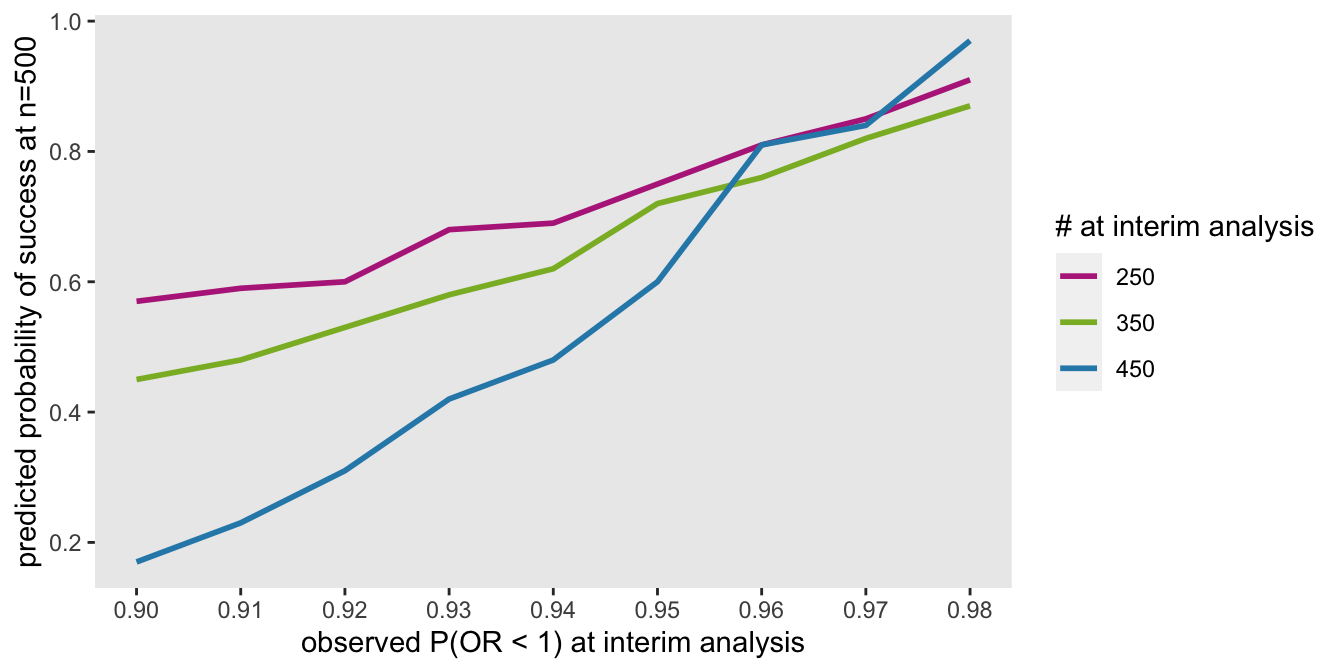 predicted probability of success at n=500
1.0
0.8
0.6
0.4
0.2
0.90 0.91 0.92 0.93 0.94 0.95 0.96 0.97 0.98
observed P(OR < 1) at interim analysis
# at interim analysis
250
350
450